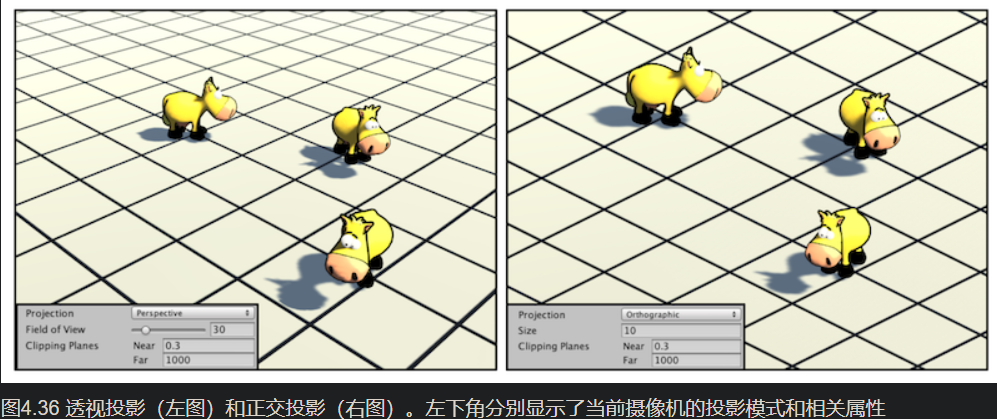 Projection Perspective
Field of View 30
Clipping Planes Near 0.3
Far 1000
Projection Orthographic
Size 10
Clipping Planes Near 0.3
Far 1000
图4.36 透视投影（左图）和正交投影（右图）。左下角分别显示了当前摄像机的投影模式和相关属性